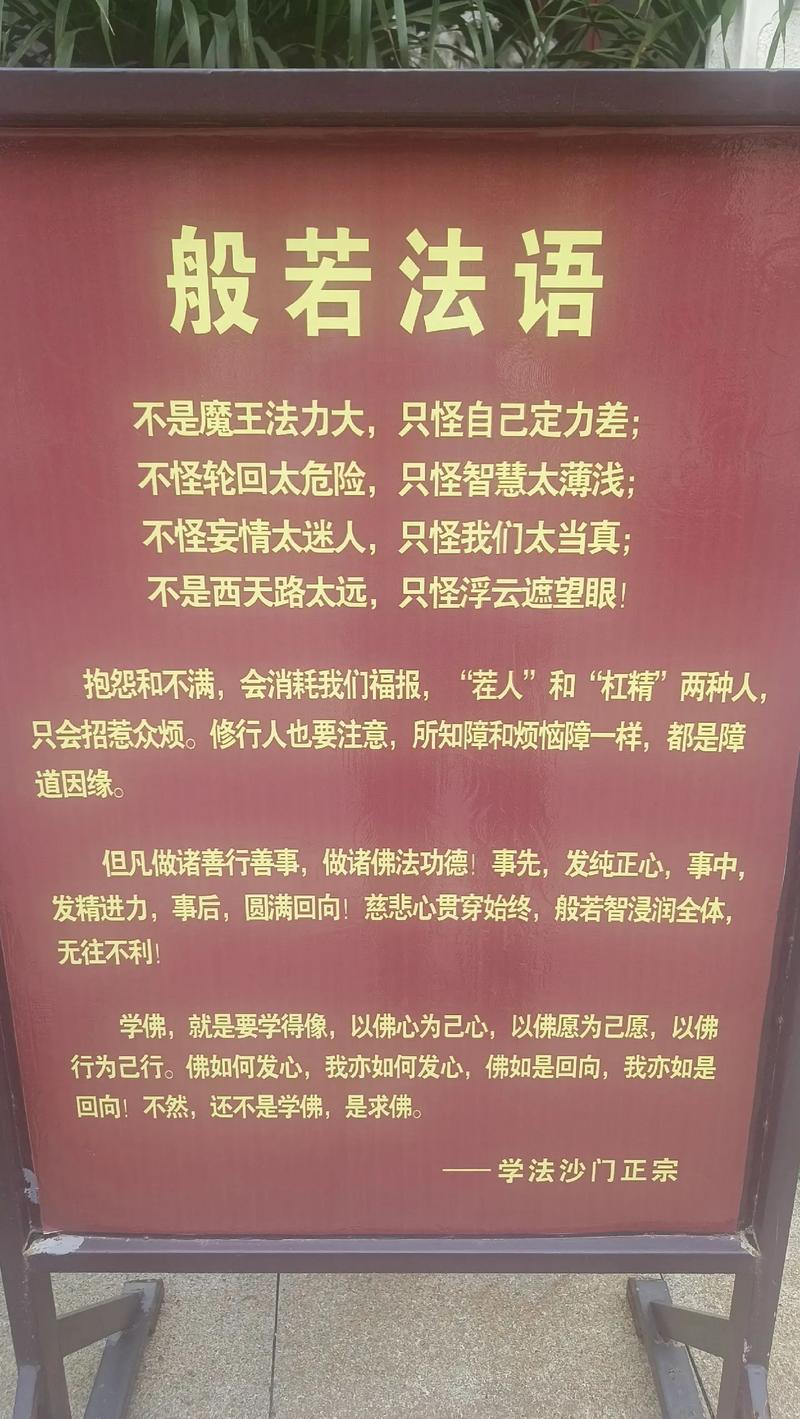 般若法语
不是魔王法力大，只怪自己定力差；
不怪轮回太危险，只怪智慧太薄浅；
不怪妄情太迷人，只怪我们太当真；
不是西天路太远，只怪浮云遮望眼！
抱怨和不满，会消耗我们福报，“茬人”和“杠精”两种人，
只会招惹众烦。修行人也要注意，所知障和烦恼障一样，都是障
道因缘。
但凡做诸善行善事，做诸佛法功德！事先，发纯正心，事中，
发精进力，事后，圆满回向！慈悲心贯穿始终，般若智浸润全体，
无往不利！
学佛，就是要学得像，以佛心为己心，以佛愿为己愿，以佛
行为己行。佛如何发心，我亦如何发心，佛如是回向，我亦如是
回向！不然，还不是学佛，是求佛。
——学法沙门正宗